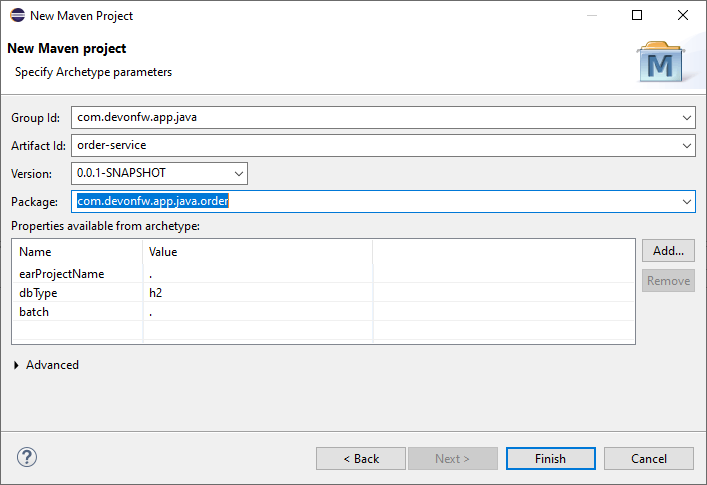 New Maven Project
New Maven project
Specify Archetype parameters
M
Group Id: com.devonfw.app.java
Artifact Id: order-service
Version: 0.0.1-SNAPSHOT
Package: com.devonfw.app.java.order
Properties available from archetype:
Name Value Add...
earProjectName . Remove
dbType h2
batch .
Advanced
? < Back Next > Finish Cancel